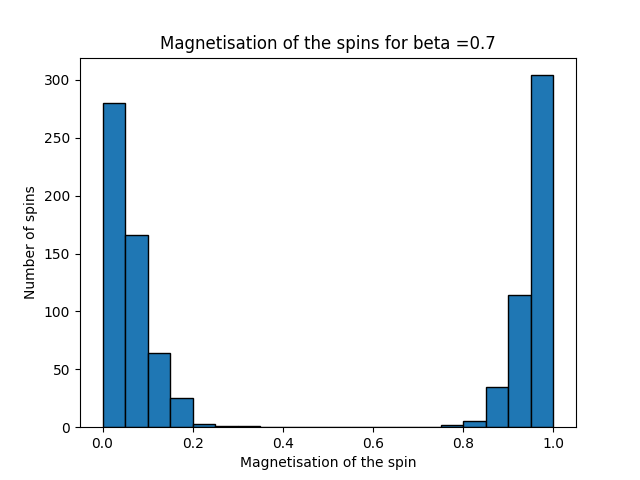 Magnetisation of the spins for beta =0.7
300
250
200
150
100
50
0
Number of spins
0.0 0.2 0.4 0.6 0.8 1.0
Magnetisation of the spin